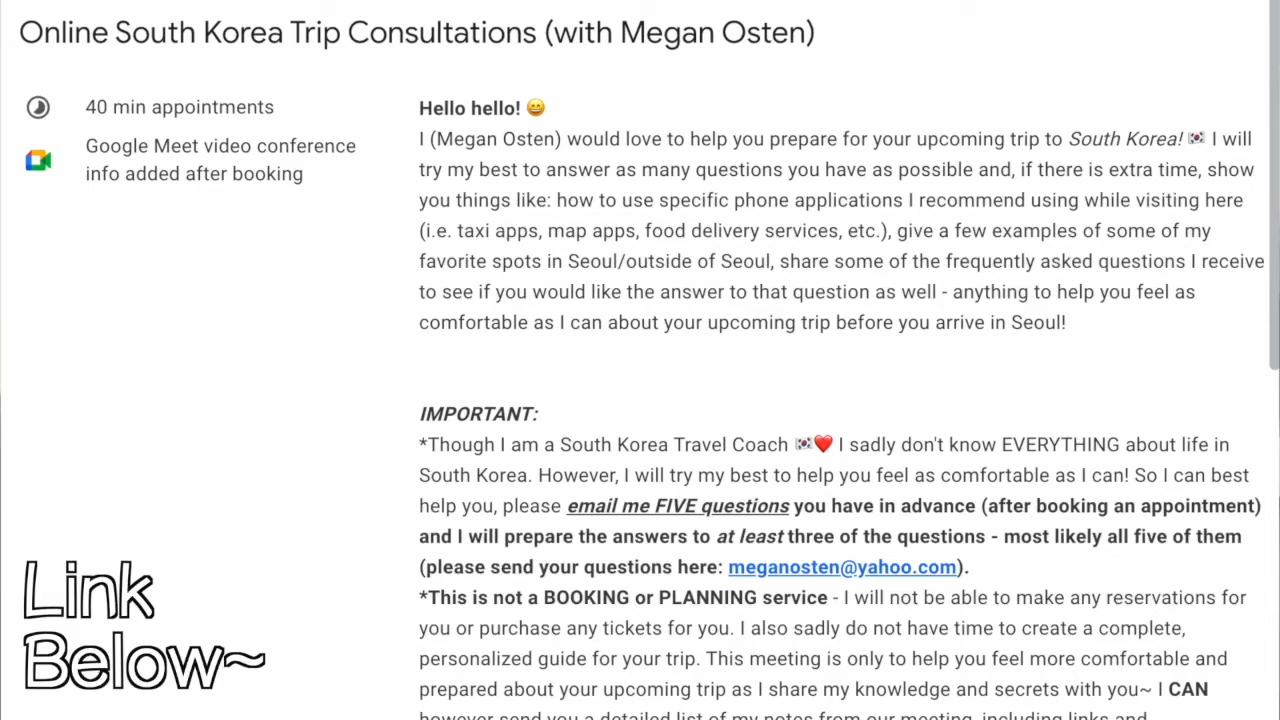 Online South Korea Trip Consultations (with Megan Osten)
40 min appointments
Google Meet video conference
info added after booking
Hello hello! 😄
I (Megan Osten) would love to help you prepare for your upcoming trip to South Korea! 🇰🇷 I will
try my best to answer as many questions you have as possible and, if there is extra time, show
you things like: how to use specific phone applications I recommend using while visiting here
(i.e. taxi apps, map apps, food delivery services, etc.), give a few examples of some of my
favorite spots in Seoul/outside of Seoul, share some of the frequently asked questions I receive
to see if you would like the answer to that question as well - anything to help you feel as
comfortable as I can about your upcoming trip before you arrive in Seoul!
IMPORTANT:
*Though I am a South Korea Travel Coach 🇰🇷❤️ I sadly don't know EVERYTHING about life in
South Korea. However, I will try my best to help you feel as comfortable as I can! So I can best
help you, please email me FIVE questions you have in advance (after booking an appointment)
and I will prepare the answers to at least three of the questions - most likely all five of them
(please send your questions here: meganosten@yahoo.com).
*This is not a BOOKING or PLANNING service - I will not be able to make any reservations for
you or purchase any tickets for you. I also sadly do not have time to create a complete,
personalized guide for your trip. This meeting is only to help you feel more comfortable and
prepared about your upcoming trip as I share my knowledge and secrets with you~ I CAN
however send you a detailed list of my notes from our meeting, including links and
Link
Below~